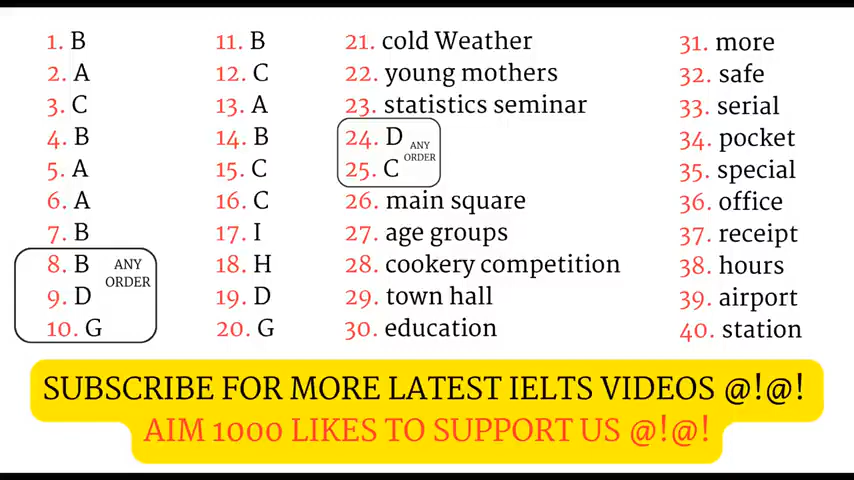 1. B
2. A
3. C
4. B
5. A
6. A
7. B
8. B
9. D
10. G
ANY
ORDER
11. B
12. C
13. A
14. B
15. C
16. C
17. I
18. H
19. D
20. G
21. cold Weather
22. young mothers
23. statistics seminar
24. D
25. C
ANY
ORDER
26. main square
27. age groups
28. cookery competition
29. town hall
30. education
31. more
32. safe
33. serial
34. pocket
35. special
36. office
37. receipt
38. hours
39. airport
40. station
SUBSCRIBE FOR MORE LATEST IELTS VIDEOS @!@!
AIM 1000 LIKES TO SUPPORT US @!@!